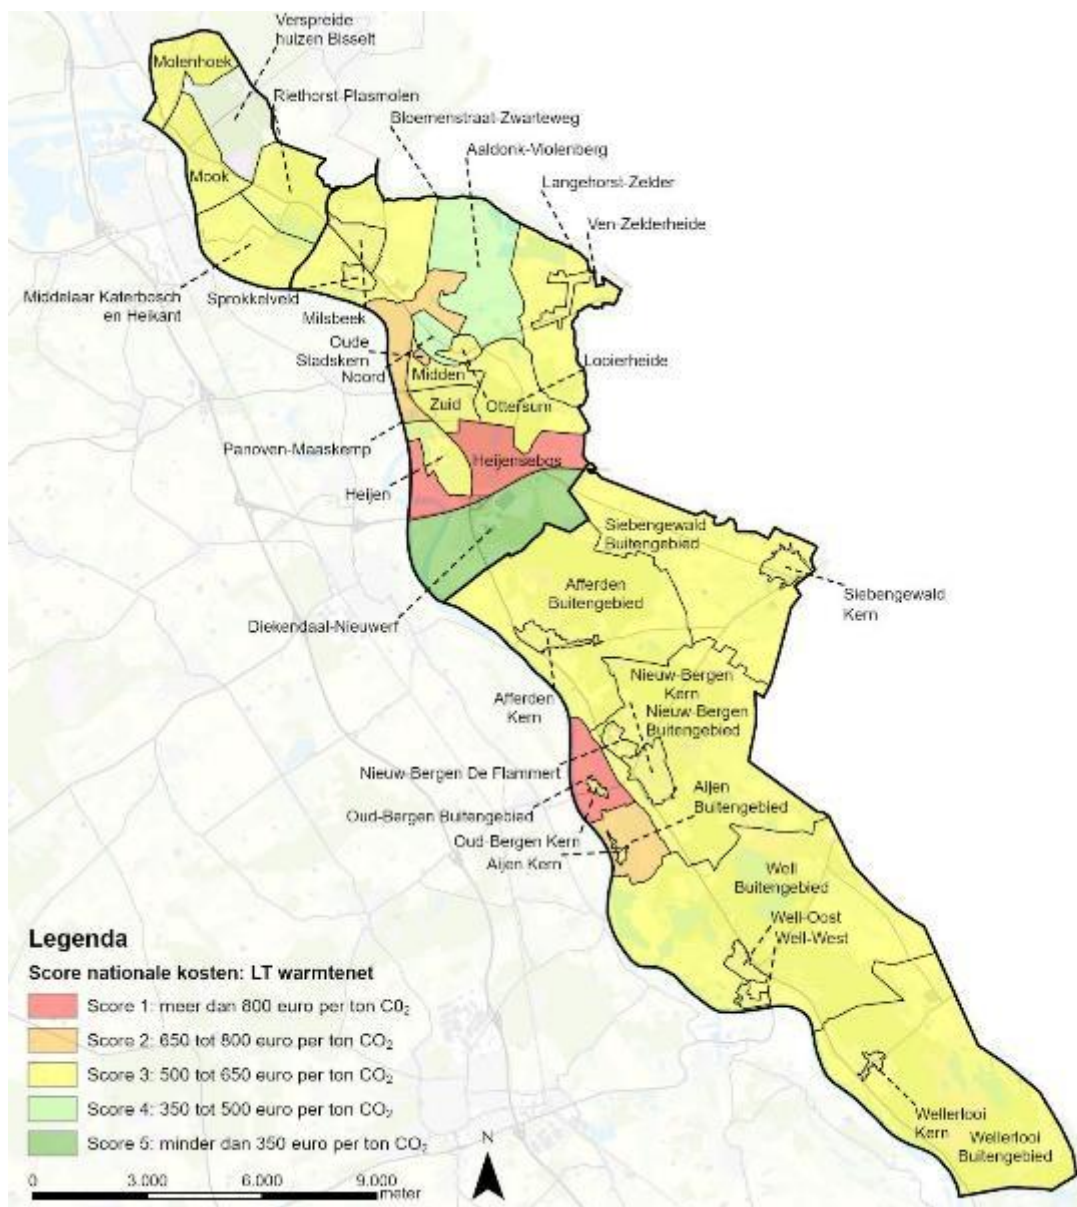 Verspreide
huizen Bisselt
Molenhoek
Riethorst-Plasmolen
Bloemenstraat-Zwarteweg
Aaldonk-Violenberg
Langehorst-Zelder
Mook
Ven-Zelderheide
Middelaar Katerbosch
en Heikant
Sprokkelveld
Milsbeek
Oude
Stadskern
Noord
Midden
Looierheide
Zuid
Ottersum
Panoven-Maaskemp
Heijensebos
Heijen
Siebengewald
Buitengebied
Afferden
Buitengebied
Siebengewald
Kern
Diekendaal-Nieuwerf
Nieuw-Bergen
Kern
Afferden
Kern
Nieuw-Bergen
Buitengebied
Nieuw-Bergen De Flammert
Aijen
Buitengebied
Oud-Bergen Buitengebied
Oud-Bergen Kern
Aijen Kern
Well
Buitengebied
Well-Oost
Well-West
Wellerlooi
Kern
Wellerlooi
Buitengebied
Legenda
Score nationale kosten: LT warmtenet
Score 1: meer dan 800 euro per ton C0₂
Score 2: 650 tot 800 euro per ton CO₂
Score 3: 500 tot 650 euro per ton CO₂
Score 4: 350 tot 500 euro per ton CO₂
Score 5: minder dan 350 euro per ton CO₂
N
0 3.000 6.000 9.000
meter